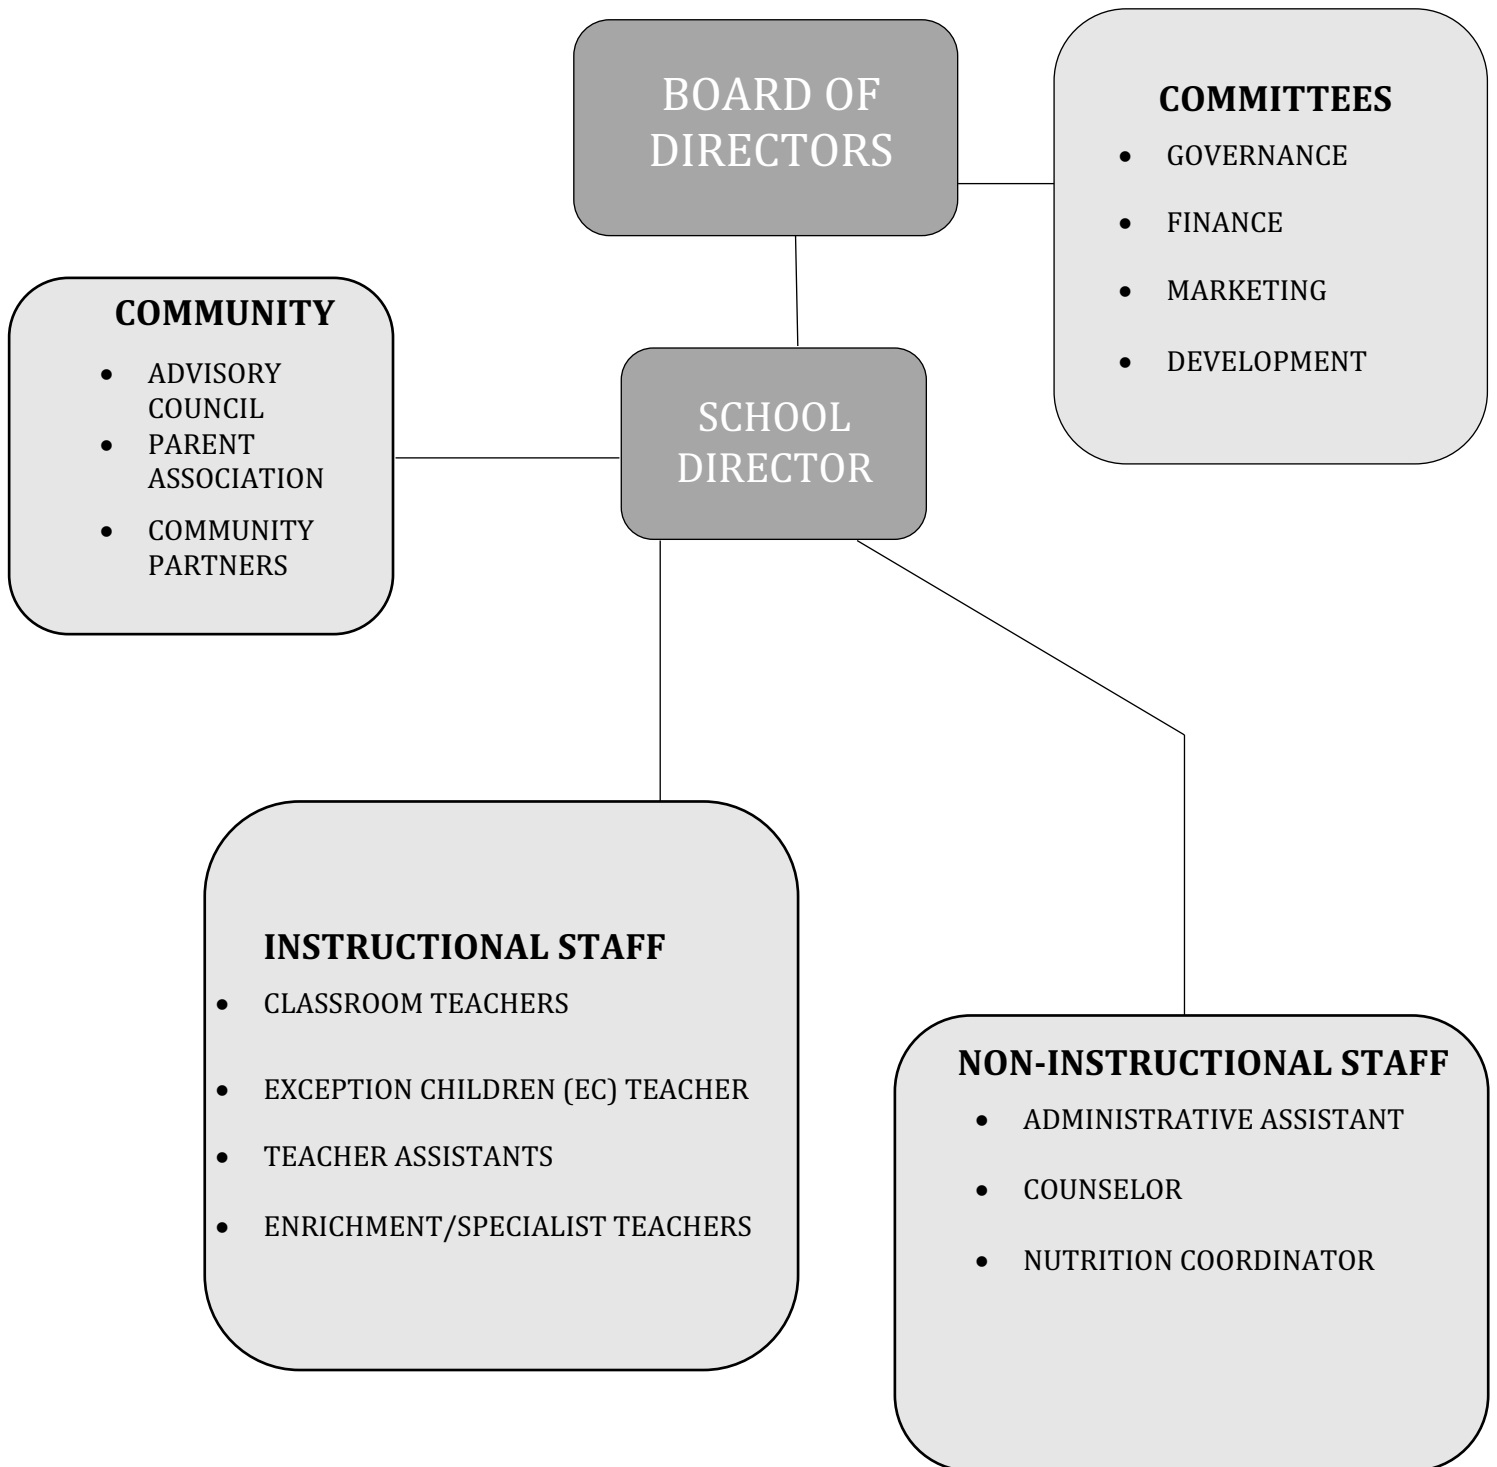 BOARD OF
DIRECTORS
COMMITTEES
• GOVERNANCE
• FINANCE
• MARKETING
• DEVELOPMENT
COMMUNITY
• ADVISORY
COUNCIL
• PARENT
ASSOCIATION
• COMMUNITY
PARTNERS
SCHOOL
DIRECTOR
INSTRUCTIONAL STAFF
• CLASSROOM TEACHERS
• EXCEPTION CHILDREN (EC) TEACHER
• TEACHER ASSISTANTS
• ENRICHMENT/SPECIALIST TEACHERS
NON-INSTRUCTIONAL STAFF
• ADMINISTRATIVE ASSISTANT
• COUNSELOR
• NUTRITION COORDINATOR